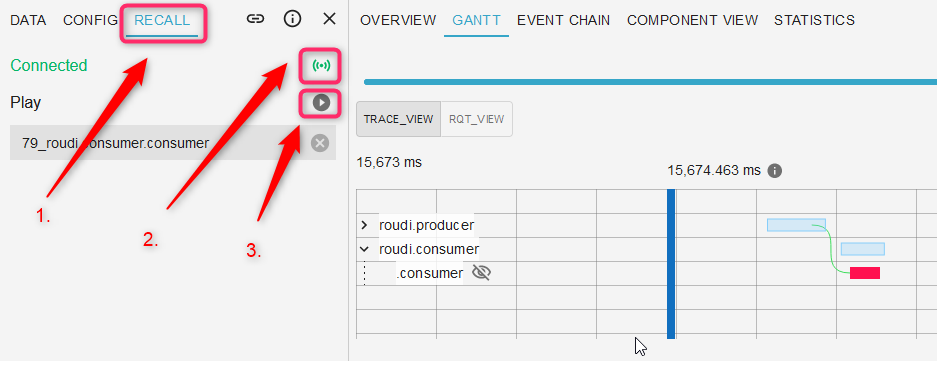 DATA CONFIG RECALL
OVERVIEW GANTT EVENT CHAIN COMPONENT VIEW STATISTICS
Connected
Play
79_roudi.consumer.consumer
1.
2.
3.
TRACE_VIEW RQT_VIEW
15,673 ms
15,674.463 ms
roudi.producer
roudi.consumer
.consumer